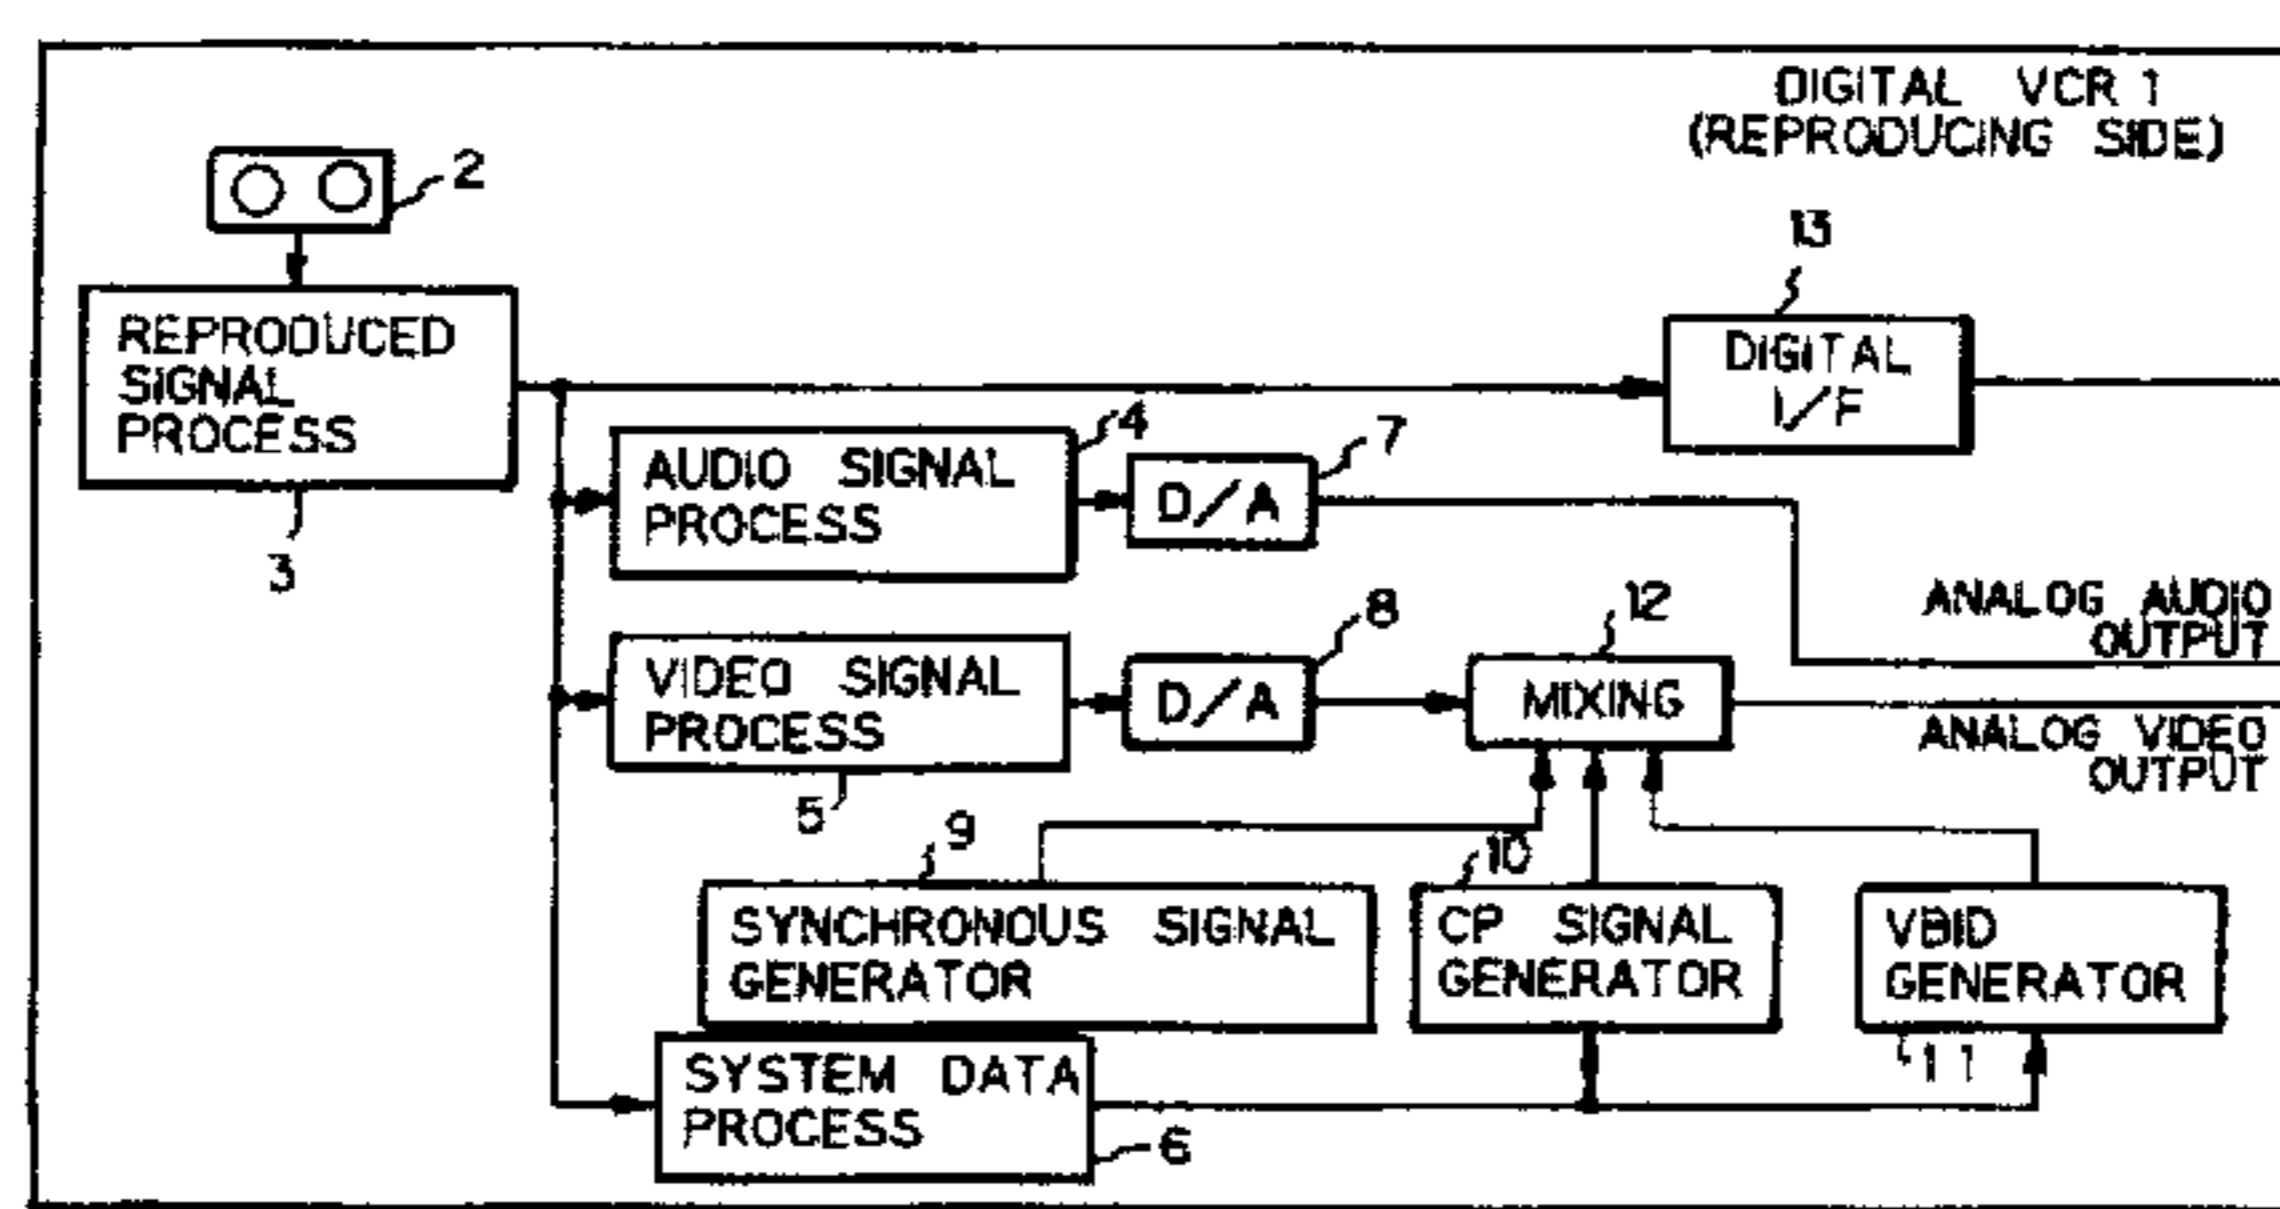 DIGITAL VCR 1
(REPRODUCING SIDE)
2
13
REPRODUCED
SIGNAL
PROCESS
DIGITAL
I/F
3
4
AUDIO SIGNAL
PROCESS
7
D/A
ANALOG AUDIO
OUTPUT
8
12
VIDEO SIGNAL
PROCESS
D/A
MIXING
ANALOG VIDEO
OUTPUT
5
9
10
SYNCHRONOUS SIGNAL
GENERATOR
CP SIGNAL
GENERATOR
VBID
GENERATOR
11
SYSTEM DATA
PROCESS
6